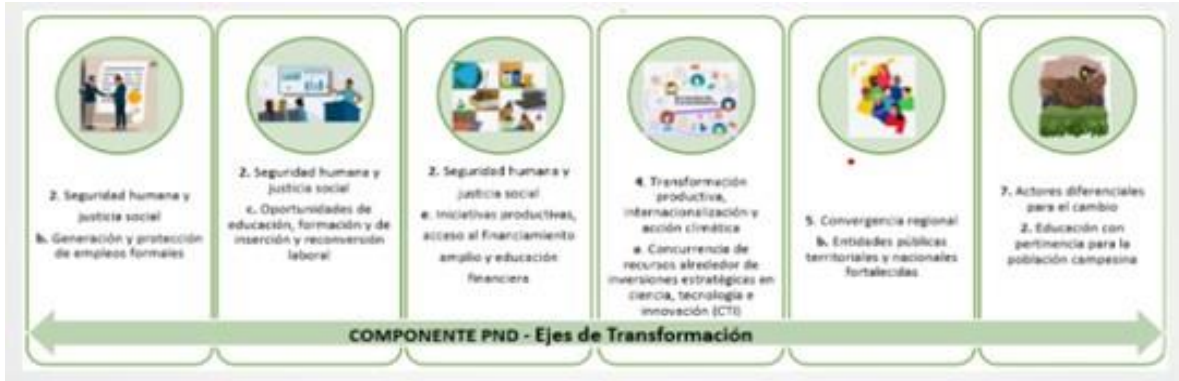 2. Seguridad humana y
justicia social
b. Generación y protección
de empleos formales
2. Seguridad humana y
justicia social
c. Oportunidades de
educación, formación y de
inserción y reconversión
laboral
2. Seguridad humana y
justicia social
e. Iniciativas productivas,
acceso al financiamiento
amplio y educación
financiera
4. Transformación
productiva,
internacionalización y
acción climática
a. Concurrencia de
recursos alrededor de
inversiones estratégicas en
ciencia, tecnología e
innovación (CTI)
5. Convergencia regional
b. Entidades públicas
territoriales y nacionales
fortalecidas
7. Actores diferenciales
para el cambio
2. Educación con
pertinencia para la
población campesina
COMPONENTE PND - Ejes de Transformación